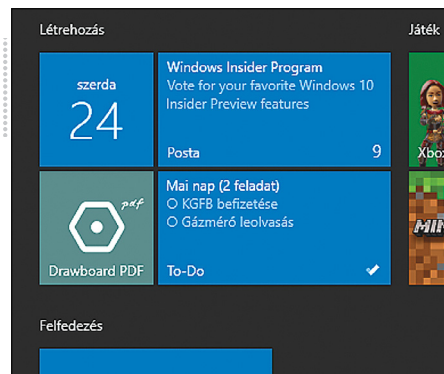 Létrehozás
Játék
szerda
24
Windows Insider Program
Vote for your favorite Windows 10
Insider Preview features
Posta
9
pdf
Drawboard PDF
Mai nap (2 feladat)
KGFB befizetése
Gázmérő leolvasás
To-Do
Felfedezés